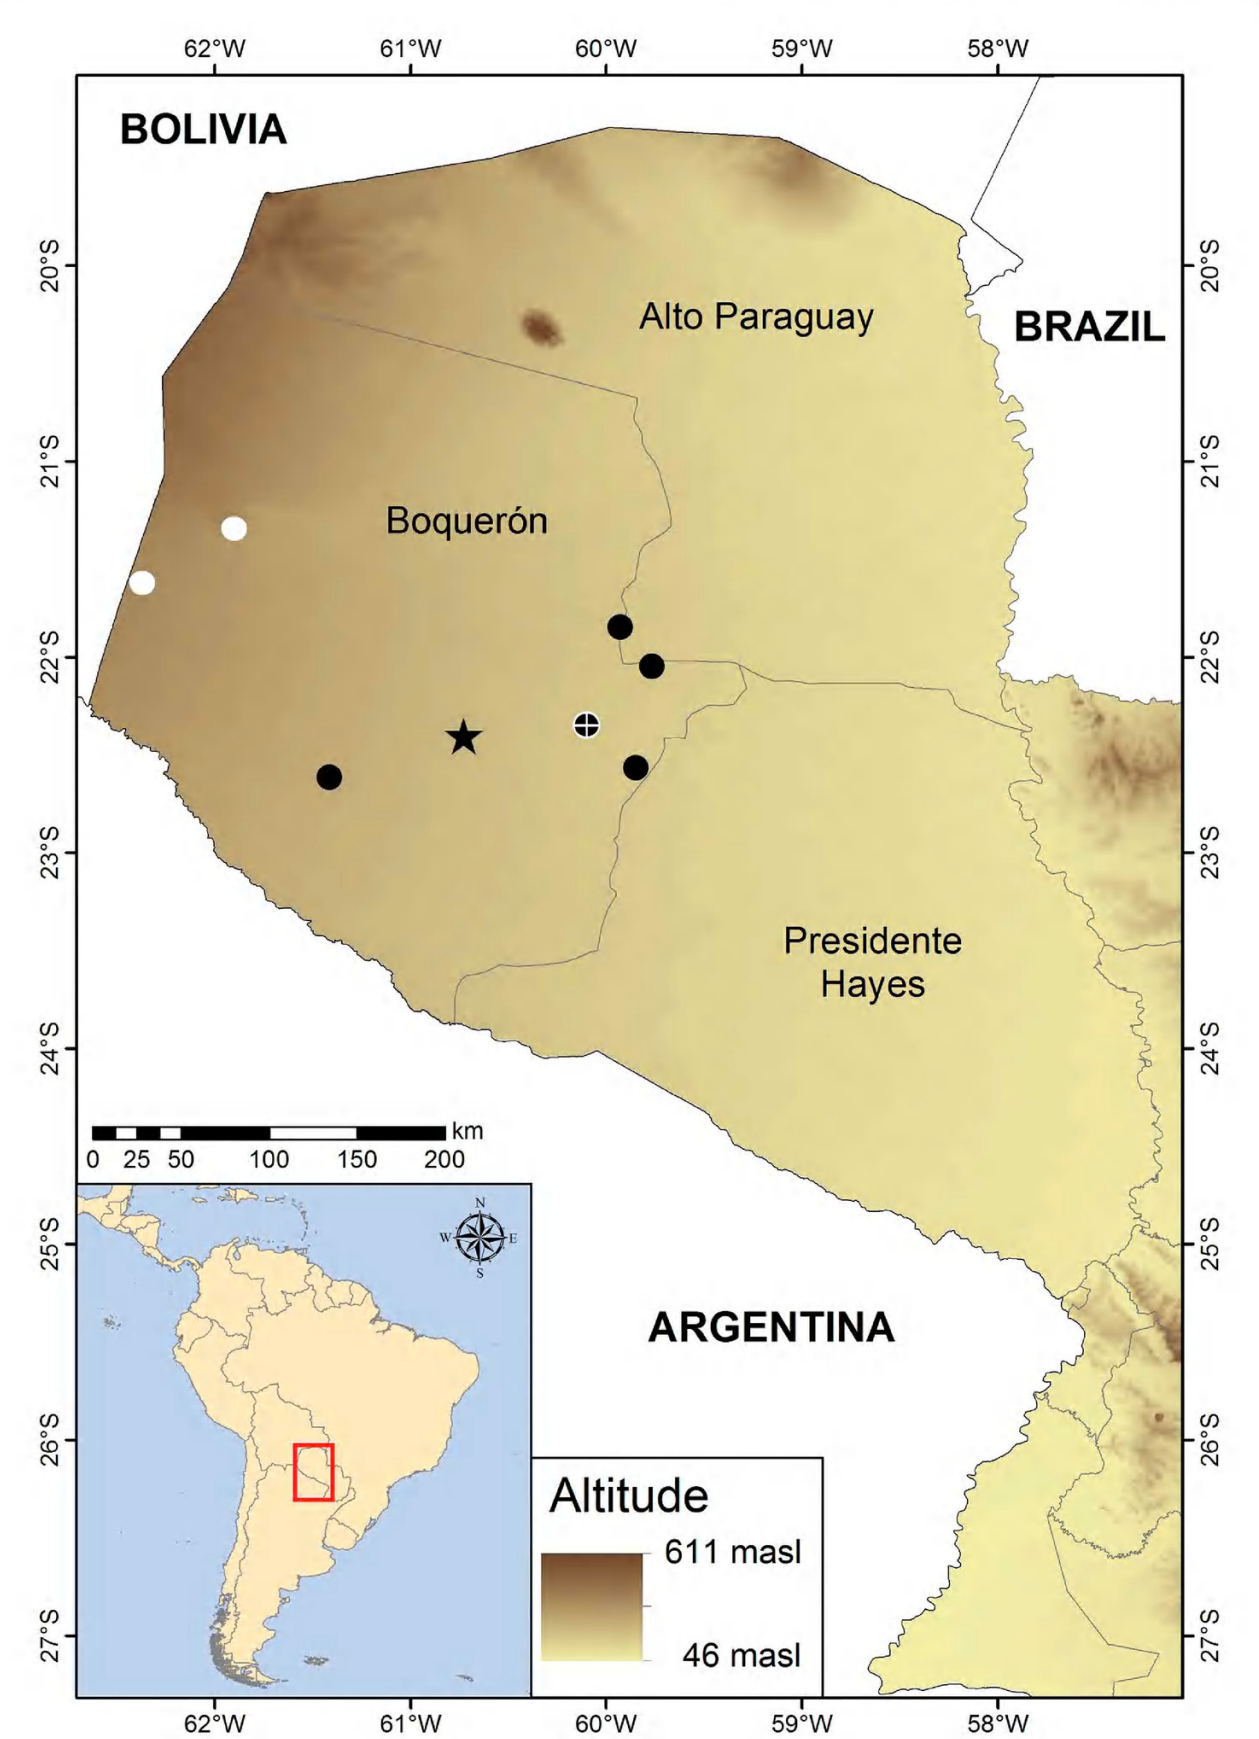 62°W 61°W 60°W 59°W 58°W
BOLIVIA
20°S 20°S
Alto Paraguay
BRAZIL
21°S 21°S
Boquerón
22°S 22°S
23°S 23°S
Presidente
Hayes
24°S 24°S
km
0 25 50 100 150 200
N
W E
S
25°S 25°S
ARGENTINA
26°S 26°S
Altitude
611 masl
46 masl
27°S 27°S
62°W 61°W 60°W 59°W 58°W